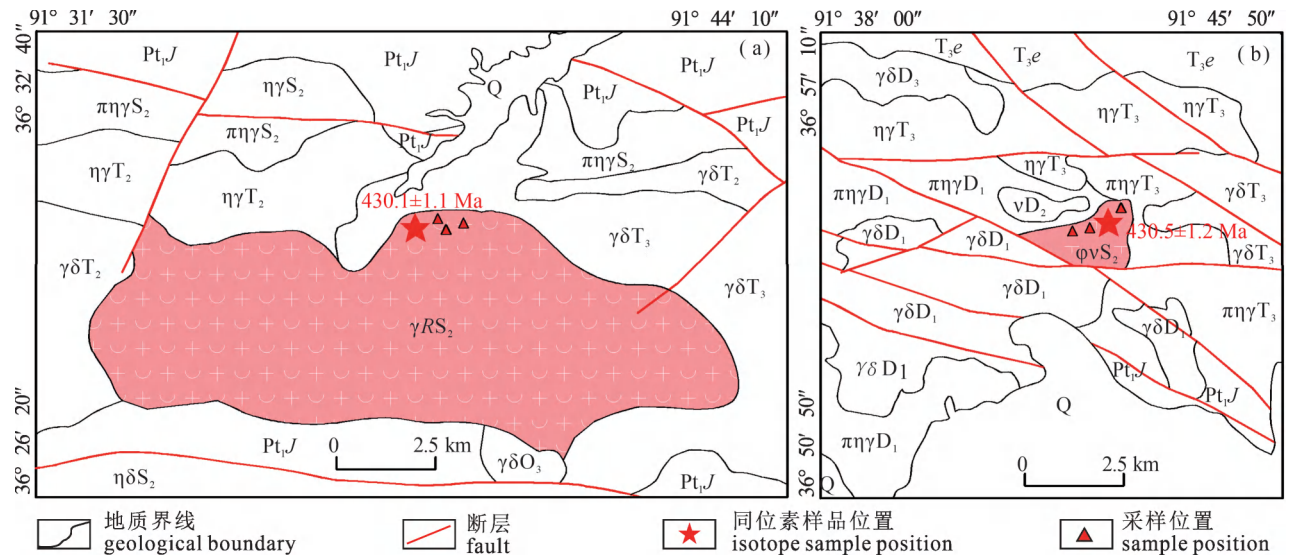 91° 31′ 30″
91° 44′ 10″
36° 32′ 40″
36° 26′ 20″
(a)
Pt₁J
ηγS₂
Pt₁J
Q
Pt₁J
Pt₁J
πηγS₂
πηγS₂
Pt₁J
Pt₁J
ηγT₂
ηγT₂
πηγS₂
γδT₂
430.1±1.1 Ma
γδT₂
γδT₃
γδT₃
γRS₂
Pt₁J
0 2.5 km
γδO₃
ηδS₂
Pt₁J
91° 38′ 00″
91° 45′ 50″
36° 57′ 10″
36° 50′ 50″
(b)
T₃e
T₃e
T₃e
γδD₃
ηγT₃
ηγT₃
ηγT₃
ηγT₃
πηγD₁
πηγD₁
πηγT₃
γδT₃
νD₂
γδD₁
γδD₁
430.5±1.2 Ma
φνS₂
γδT₃
γδD₁
γδD₁
πηγT₃
γδD₁
γδD1
Pt₁J
Pt₁J
Q
πηγD₁
0 2.5 km
Q
地质界线
geological boundary
断层
fault
同位素样品位置
isotope sample position
采样位置
sample position